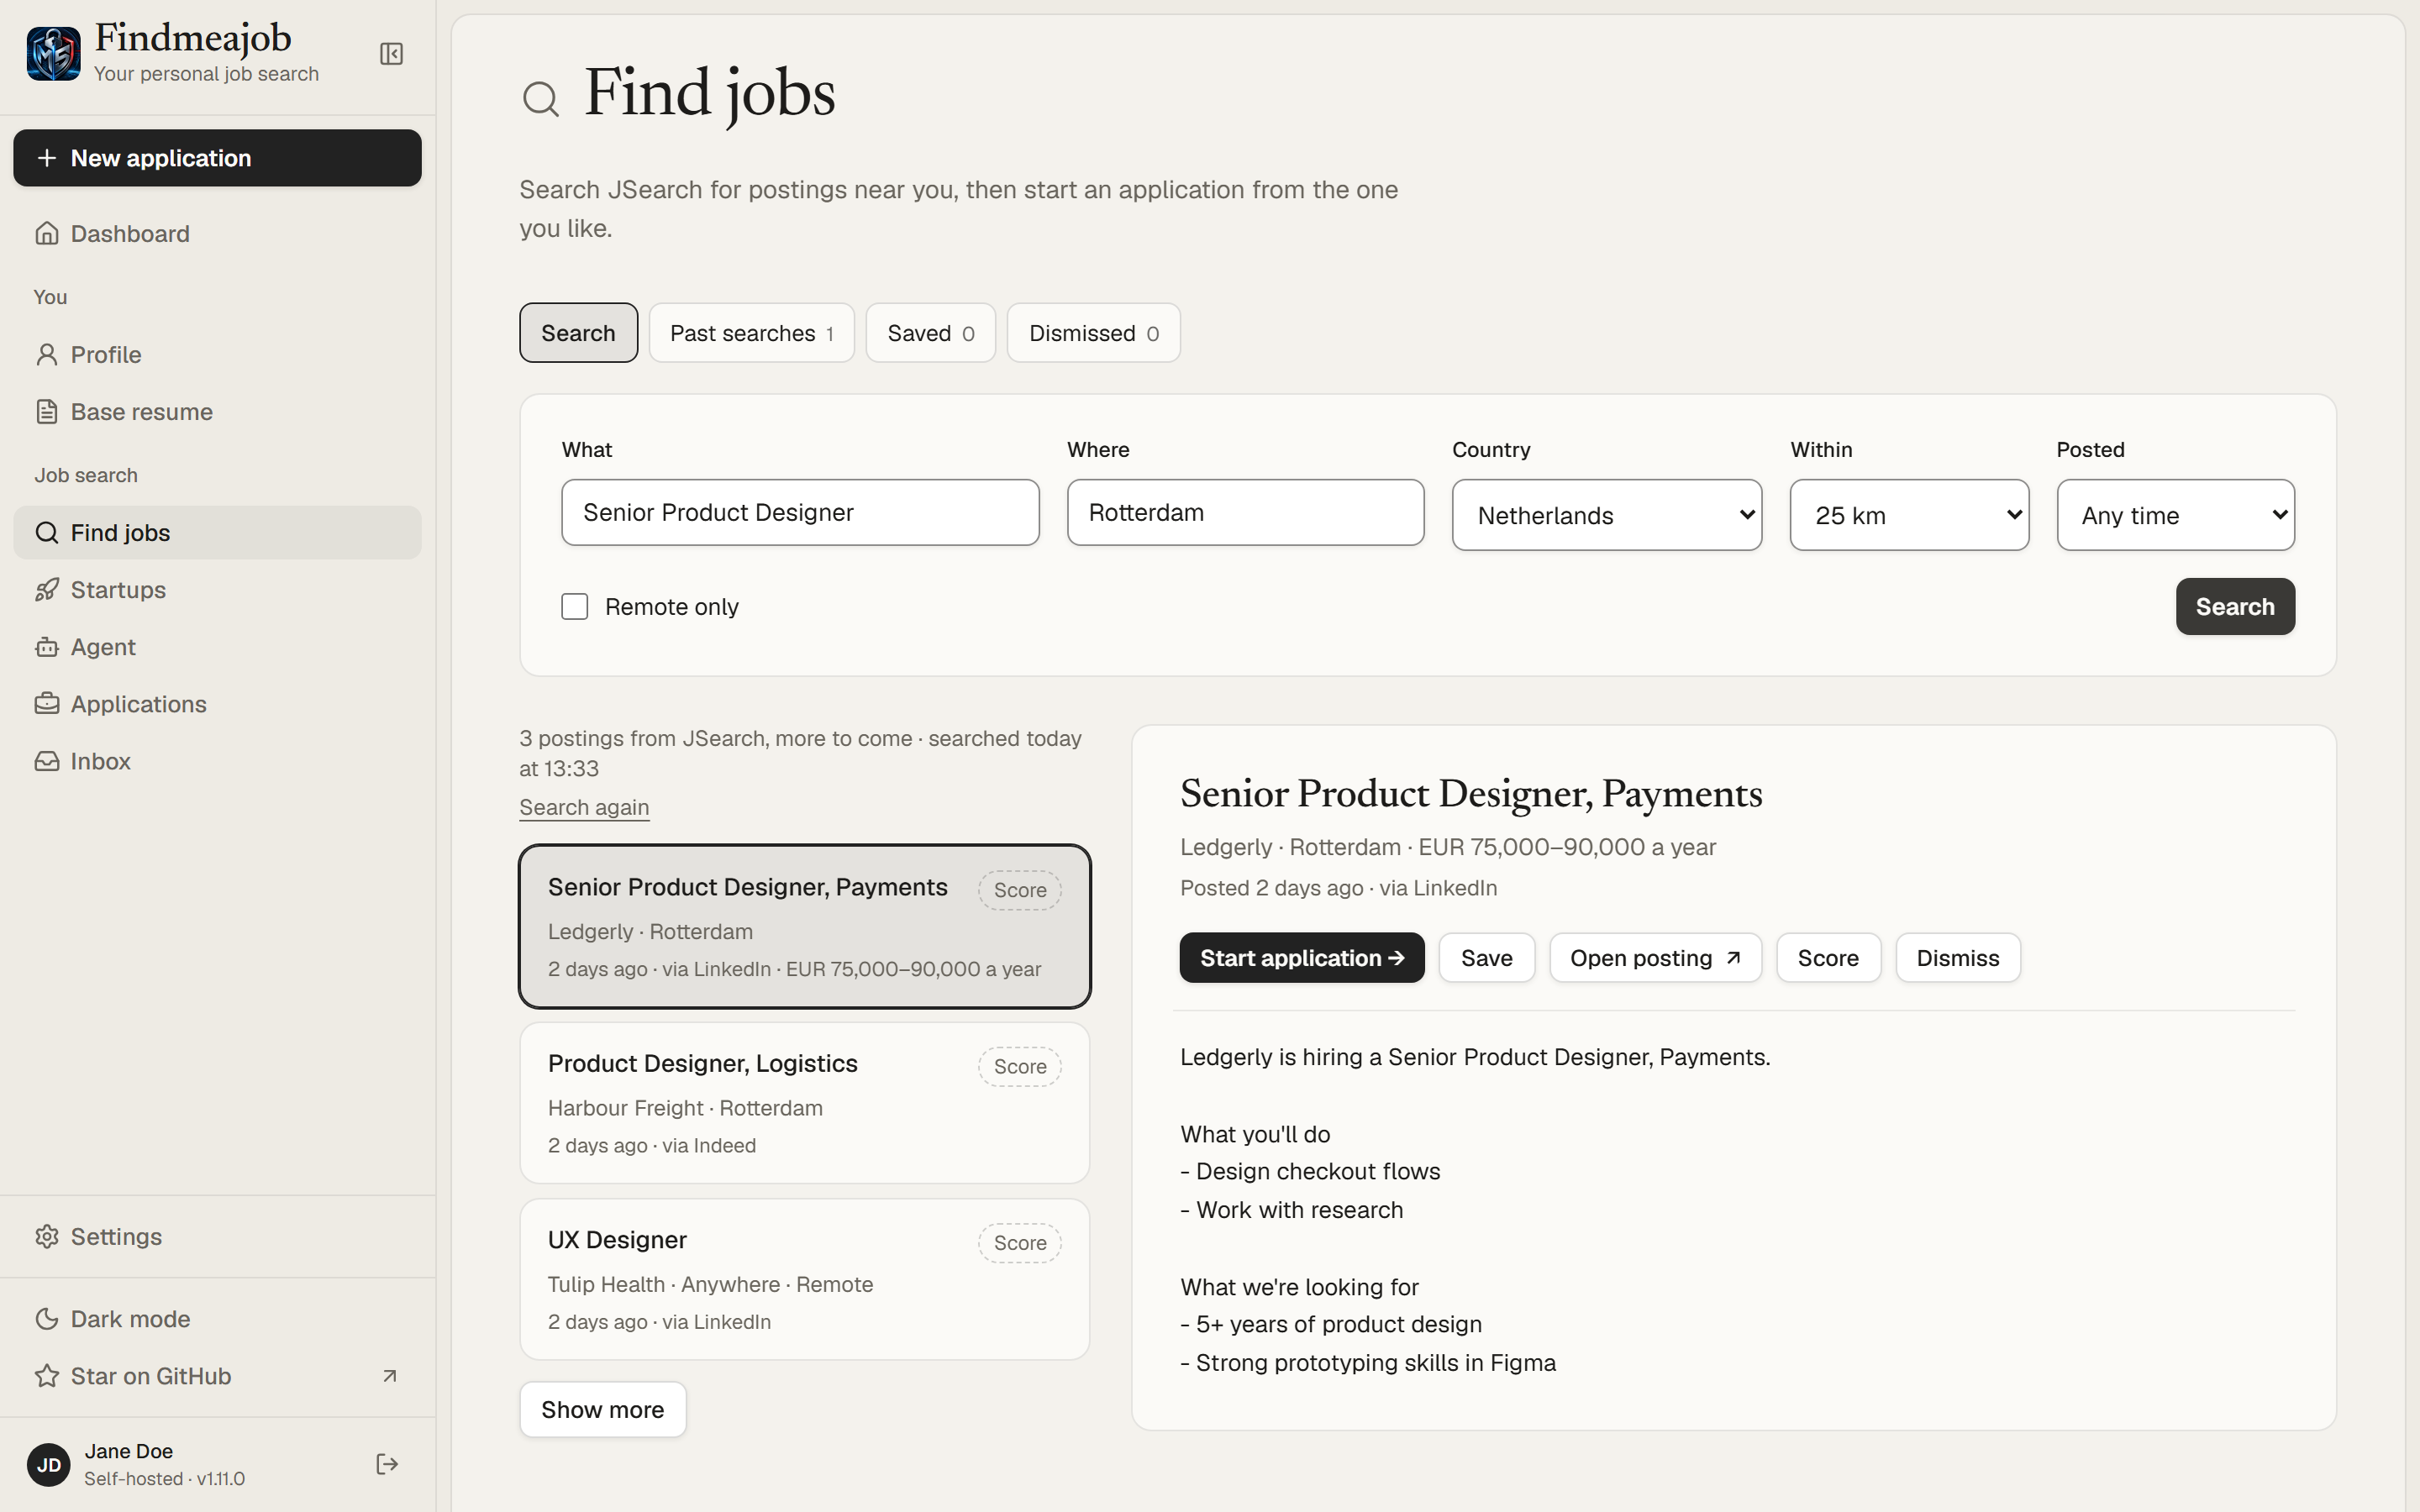 Findmeajob
Your personal job search
New application
Dashboard
You
Profile
Base resume
Job search
Find jobs
Startups
Agent
Applications
Inbox
Settings
Dark mode
Star on GitHub
JD
Jane Doe
Self-hosted · v1.11.0
Find jobs
Search JSearch for postings near you, then start an application from the one
you like.
Search
Past searches 1
Saved 0
Dismissed 0
What
Where
Country
Within
Posted
Senior Product Designer
Rotterdam
Netherlands
25 km
Any time
Remote only
Search
3 postings from JSearch, more to come · searched today
at 13:33
Search again
Senior Product Designer, Payments
Score
Ledgerly · Rotterdam
2 days ago · via LinkedIn · EUR 75,000–90,000 a year
Product Designer, Logistics
Score
Harbour Freight · Rotterdam
2 days ago · via Indeed
UX Designer
Score
Tulip Health · Anywhere · Remote
2 days ago · via LinkedIn
Show more
Senior Product Designer, Payments
Ledgerly · Rotterdam · EUR 75,000–90,000 a year
Posted 2 days ago · via LinkedIn
Start application →
Save
Open posting
Score
Dismiss
Ledgerly is hiring a Senior Product Designer, Payments.
What you'll do
- Design checkout flows
- Work with research
What we're looking for
- 5+ years of product design
- Strong prototyping skills in Figma